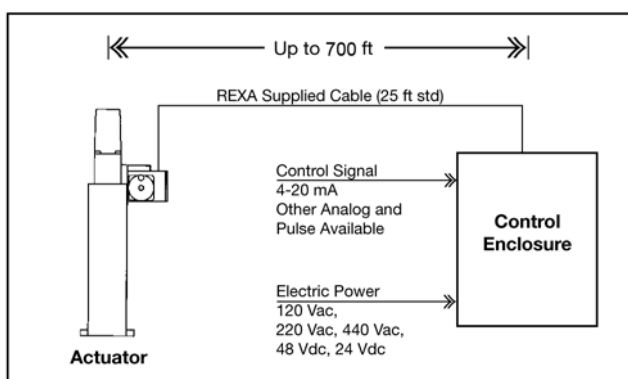 Up to 700 ft
REXA Supplied Cable (25 ft std)
Control Signal
4-20 mA
Other Analog and
Pulse Available
Control
Enclosure
Electric Power
120 Vac,
220 Vac, 440 Vac,
48 Vdc, 24 Vdc
Actuator